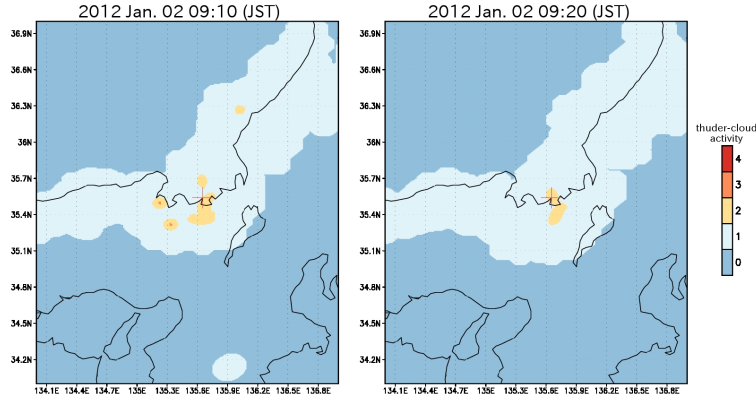 2012 Jan. 02 09:10 (JST)
2012 Jan. 02 09:20 (JST)
36.9N
36.6N
36.3N
36N
35.7N
35.4N
35.1N
34.8N
34.5N
34.2N
134.1E 134.4E 134.7E 135E 135.3E 135.6E 135.9E 136.2E 136.5E 136.8E
36.9N
36.6N
36.3N
36N
35.7N
35.4N
35.1N
34.8N
34.5N
34.2N
134.1E 134.4E 134.7E 135E 135.3E 135.6E 135.9E 136.2E 136.5E 136.8E
thuder-cloud
activity
4
3
2
1
0